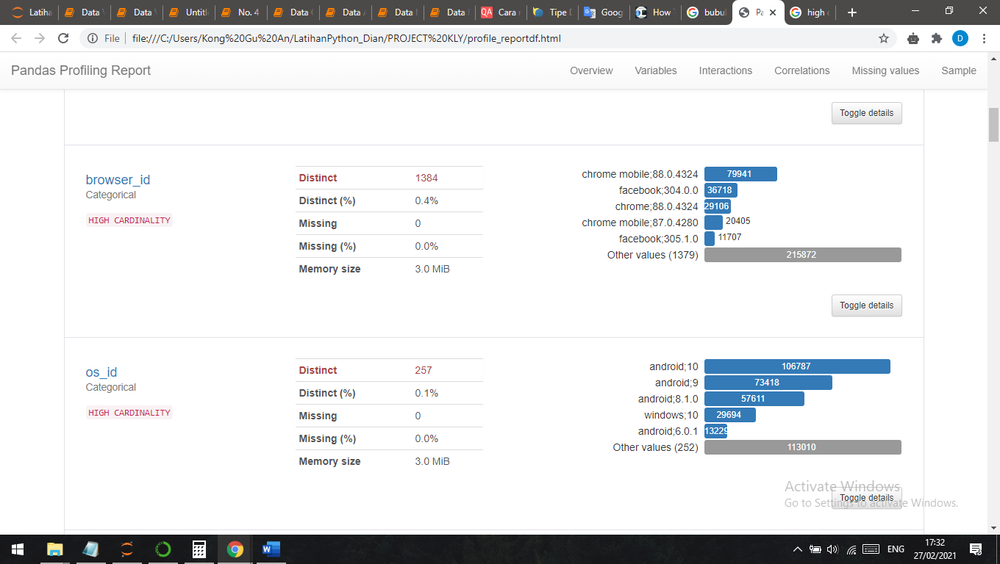 Latiha
Data
Data
Untitl
No. 4
Data
Data
Data
Data
Cara
Tipe
Goog
How
bubul
Pa
high
File
file:///C:/Users/Kong%20Gu%20An/LatihanPython_Dian/PROJECT%20KLY/profile_reportdf.html
D
Pandas Profiling Report
Overview
Variables
Interactions
Correlations
Missing values
Sample
Toggle details
browser_id
Categorical
HIGH CARDINALITY
Distinct 1384
Distinct (%) 0.4%
Missing 0
Missing (%) 0.0%
Memory size 3.0 MiB
chrome mobile;88.0.4324 79941
facebook;304.0.0 36718
chrome;88.0.4324 29106
chrome mobile;87.0.4280 20405
facebook;305.1.0 11707
Other values (1379) 215872
Toggle details
os_id
Categorical
HIGH CARDINALITY
Distinct 257
Distinct (%) 0.1%
Missing 0
Missing (%) 0.0%
Memory size 3.0 MiB
android;10 106787
android;9 73418
android;8.1.0 57611
windows;10 29694
android;6.0.1 13229
Other values (252) 113010
Toggle details
Activate Windows
Go to Settings to activate Windows.
ENG
17:32
27/02/2021